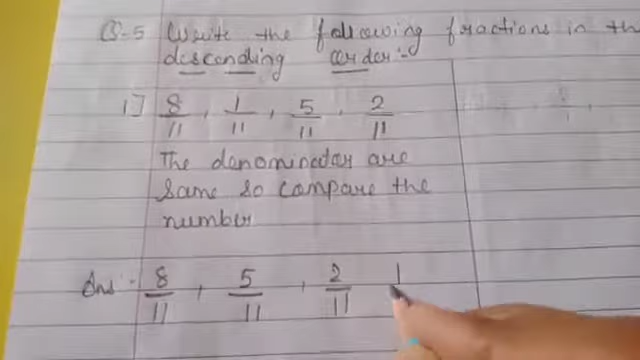 Q-5 Write the following fractions in th
descending order:-
1] 8/11, 1/11, 5/11, 2/11
The denominator are
same so compare the
number
Ans:- 8/11, 5/11, 2/11 1